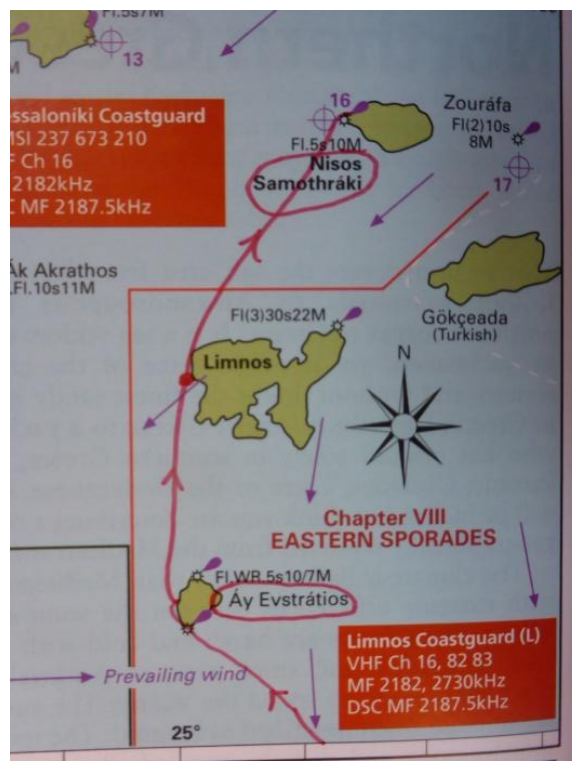 Fl.5s7M
13
essaloníki Coastguard
MSI 237 673 210
F Ch 16
2182kHz
C MF 2187.5kHz
16
Fl.5s10M
Nisos
Samothráki
Zouráfa
Fl(2)10s
8M
17
Ák Akrathos
.Fl.10s11M
Fl(3)30s22M
Gökçeada
(Turkish)
Limnos
N
Chapter VIII
EASTERN SPORADES
Fl.WR.5s10/7M
Áy Evstrátios
Limnos Coastguard (L)
VHF Ch 16, 82 83
MF 2182, 2730kHz
DSC MF 2187.5kHz
Prevailing wind
25°